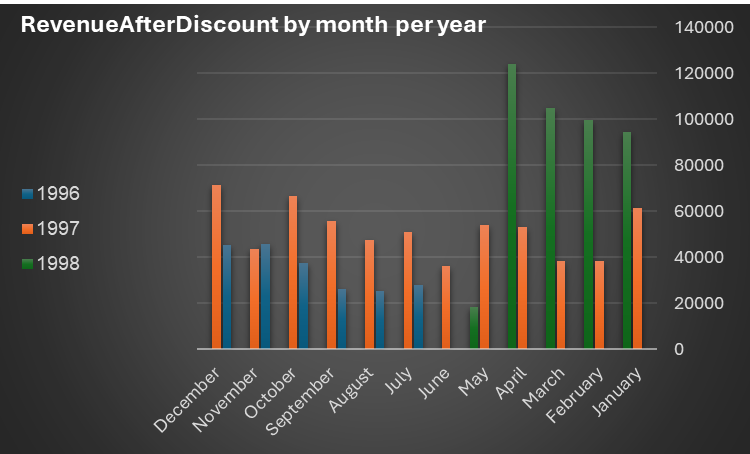 RevenueAfterDiscount by month per year
1996
1997
1998
140000
120000
100000
80000
60000
40000
20000
0
December
November
October
September
August
July
June
May
April
March
February
January